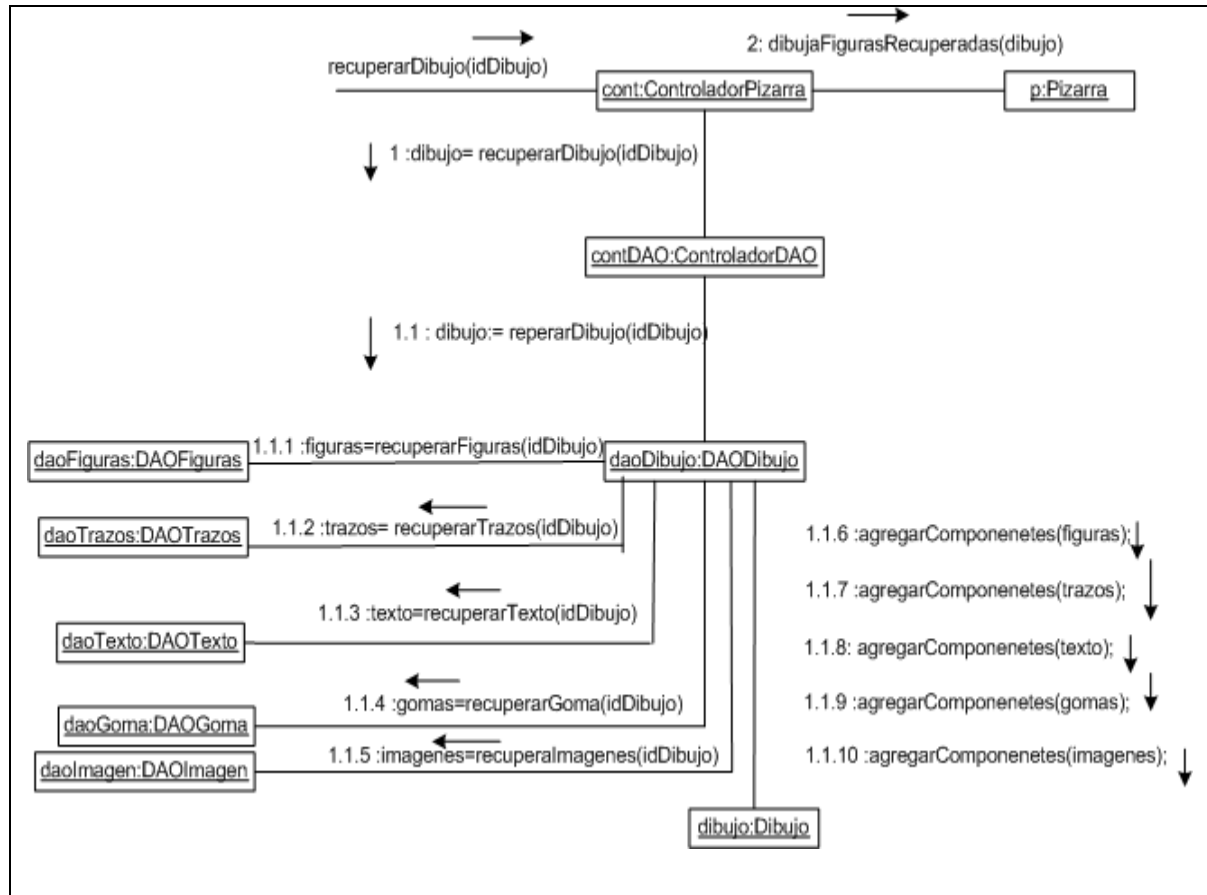 2: dibujaFigurasRecuperadas(dibujo)
recuperarDibujo(idDibujo)
cont:ControladorPizarra
p:Pizarra
1 :dibujo= recuperarDibujo(idDibujo)
contDAO:ControladorDAO
1.1 : dibujo:= reperarDibujo(idDibujo)
1.1.1 :figuras=recuperarFiguras(idDibujo)
daoFiguras:DAOFiguras
daoDibujo:DAODibujo
1.1.2 :trazos= recuperarTrazos(idDibujo)
daoTrazos:DAOTrazos
1.1.6 :agregarComponenetes(figuras);
1.1.7 :agregarComponenetes(trazos);
1.1.3 :texto=recuperarTexto(idDibujo)
daoTexto:DAOTexto
1.1.8: agregarComponenetes(texto);
1.1.4 :gomas=recuperarGoma(idDibujo)
1.1.9 :agregarComponenetes(gomas);
daoGoma:DAOGoma
1.1.5 :imagenes=recuperaImagenes(idDibujo)
1.1.10 :agregarComponenetes(imagenes);
daoImagen:DAOImagen
dibujo:Dibujo